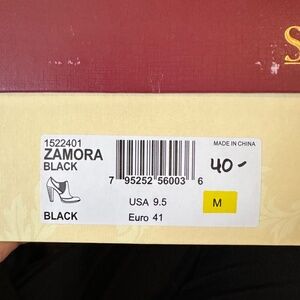 S
1522401
ZAMORA
BLACK
MADE IN CHINA
40-
7 95252 56003 6
USA 9.5
M
BLACK
Euro 41